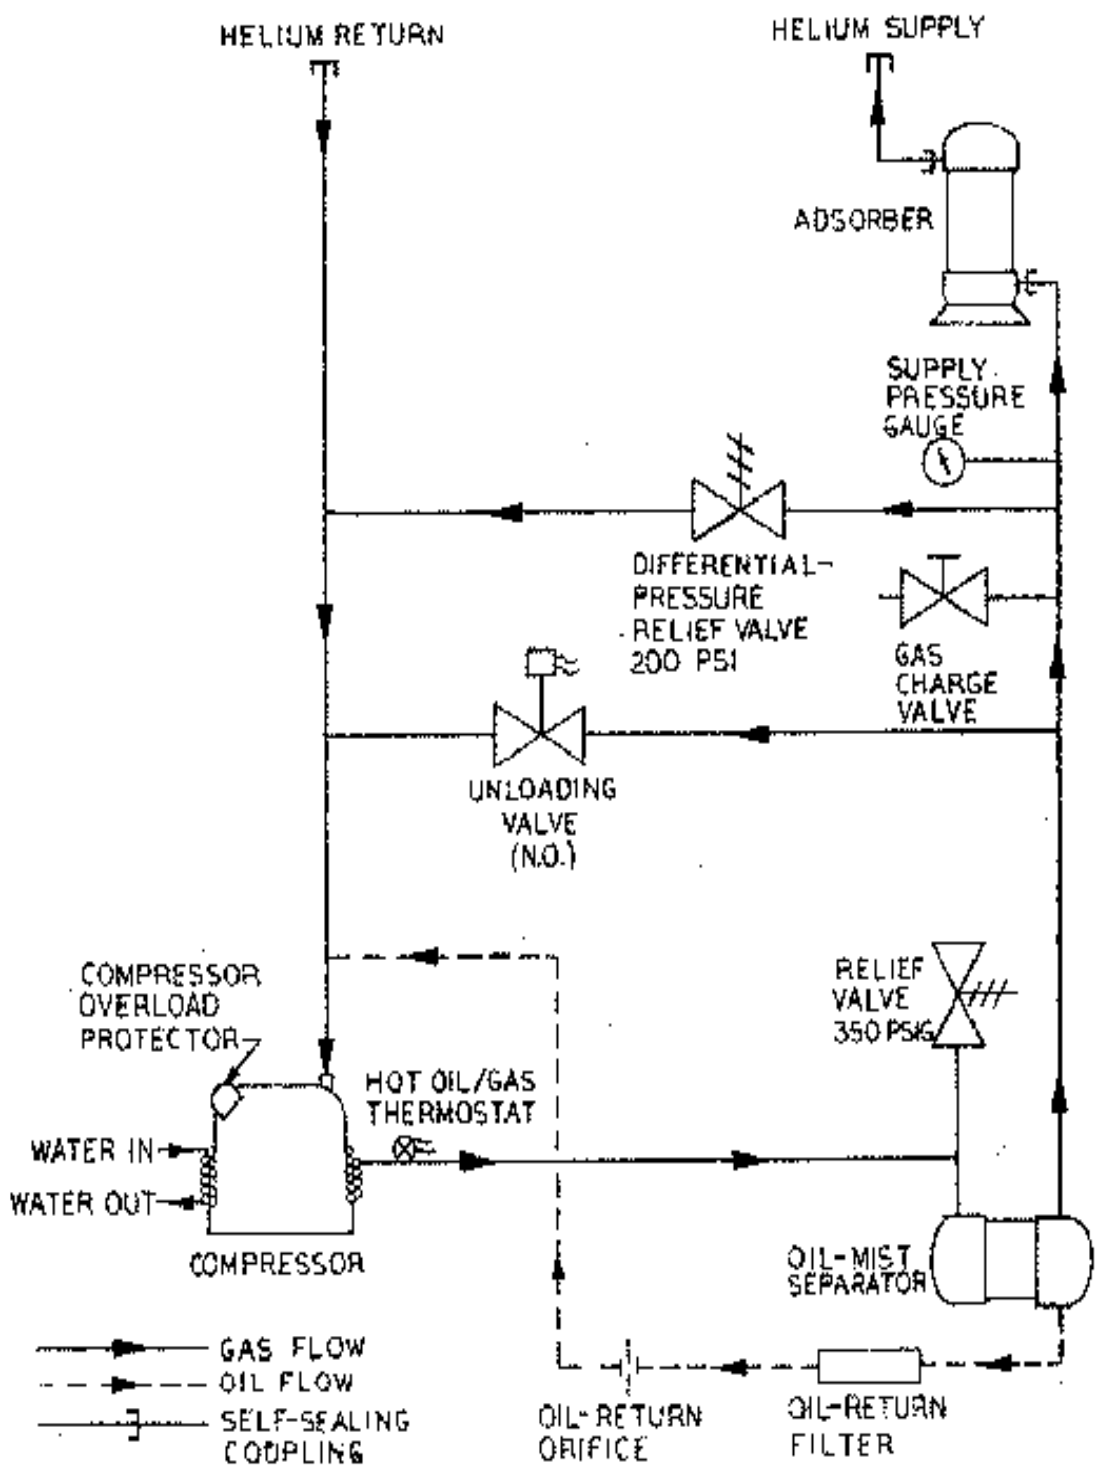 HELIUM RETURN
HELIUM SUPPLY
ADSORBER
SUPPLY
PRESSURE
GAUGE
DIFFERENTIAL-
PRESSURE
RELIEF VALVE
200 PSI
GAS
CHARGE
VALVE
UNLOADING
VALVE
(N.O.)
COMPRESSOR
OVERLOAD
PROTECTOR
RELIEF
VALVE
350 PSIG
HOT OIL/GAS
THERMOSTAT
WATER IN
WATER OUT
COMPRESSOR
OIL-MIST
SEPARATOR
GAS FLOW
OIL FLOW
SELF-SEALING
COUPLING
OIL-RETURN
ORIFICE
OIL-RETURN
FILTER